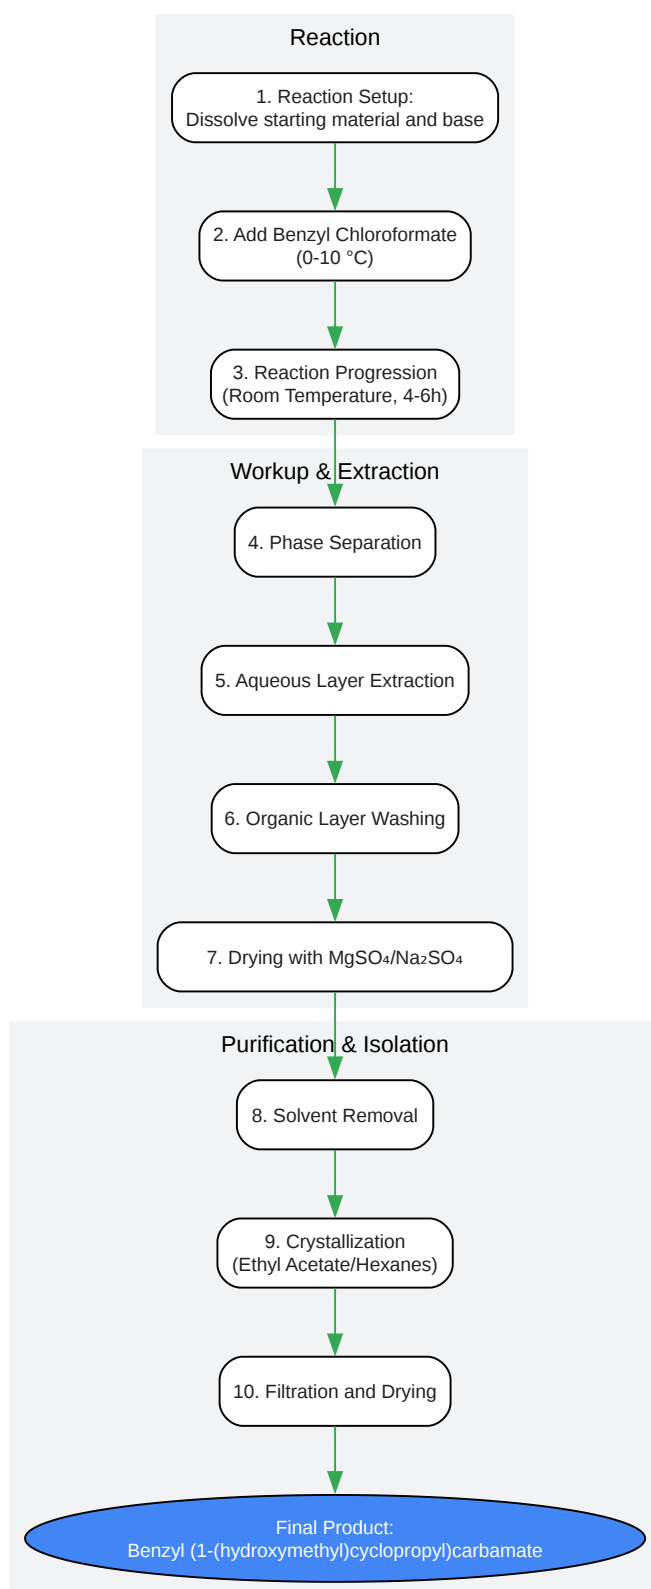 Reaction
1. Reaction Setup:
Dissolve starting material and base
2. Add Benzyl Chloroformate
(0-10 °C)
3. Reaction Progression
(Room Temperature, 4-6h)
Workup & Extraction
4. Phase Separation
5. Aqueous Layer Extraction
6. Organic Layer Washing
7. Drying with MgSO₄/Na₂SO₄
Purification & Isolation
8. Solvent Removal
9. Crystallization
(Ethyl Acetate/Hexanes)
10. Filtration and Drying
Final Product:
Benzyl (1-(hydroxymethyl)cyclopropyl)carbamate